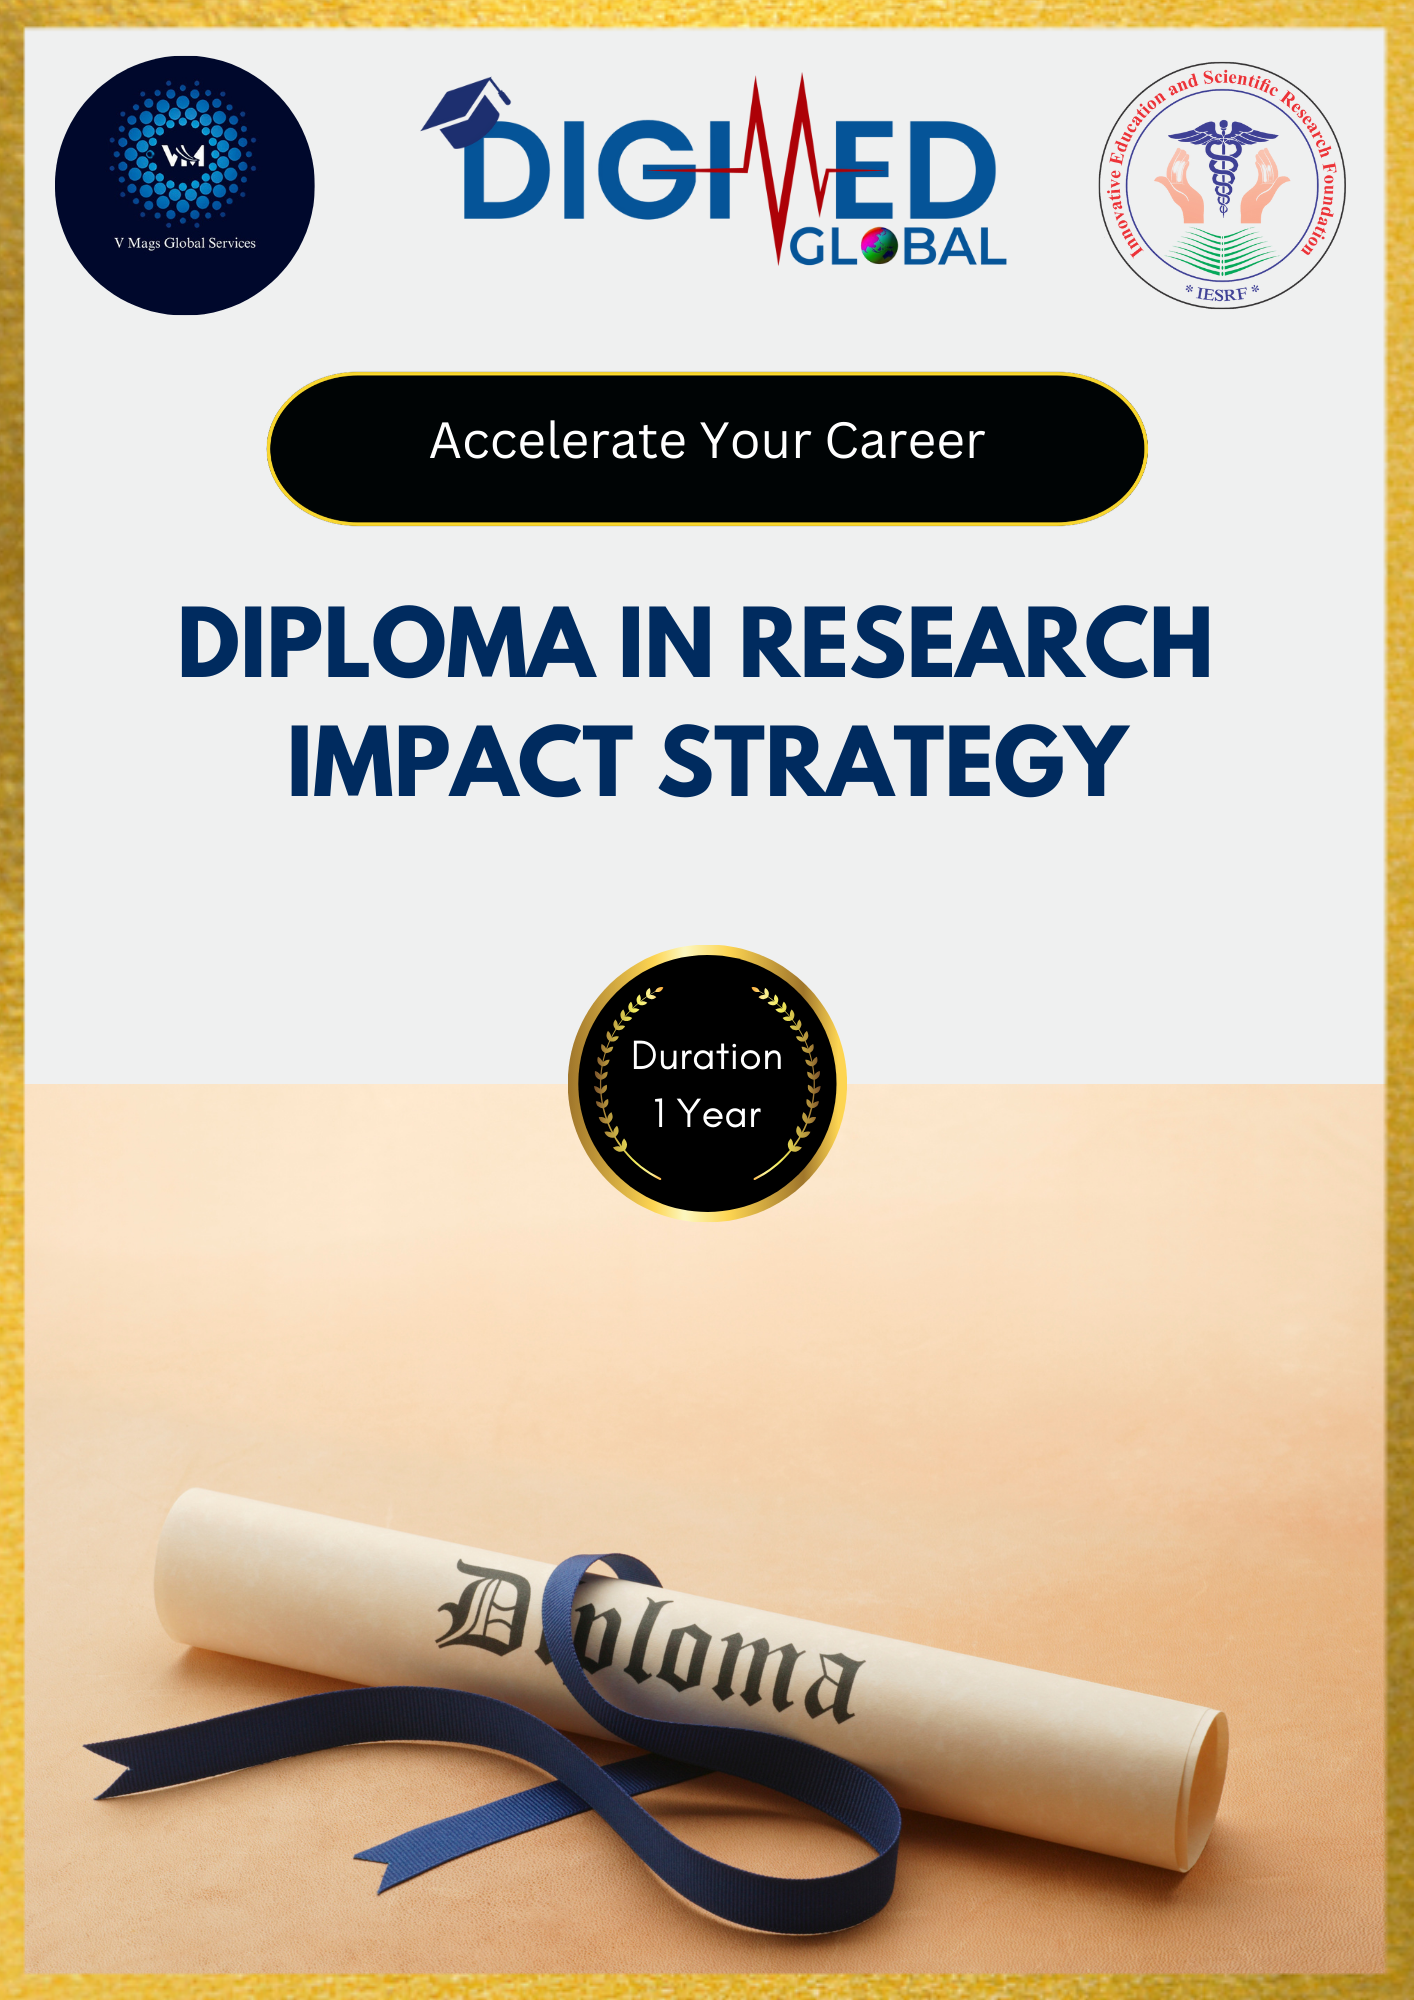 VM
V Mags Global Services
DIGIMED
GLOBAL
Innovative Education and Scientific Research Foundation
* IESRF *
Accelerate Your Career
DIPLOMA IN RESEARCH
IMPACT STRATEGY
Duration
1 Year
Diploma